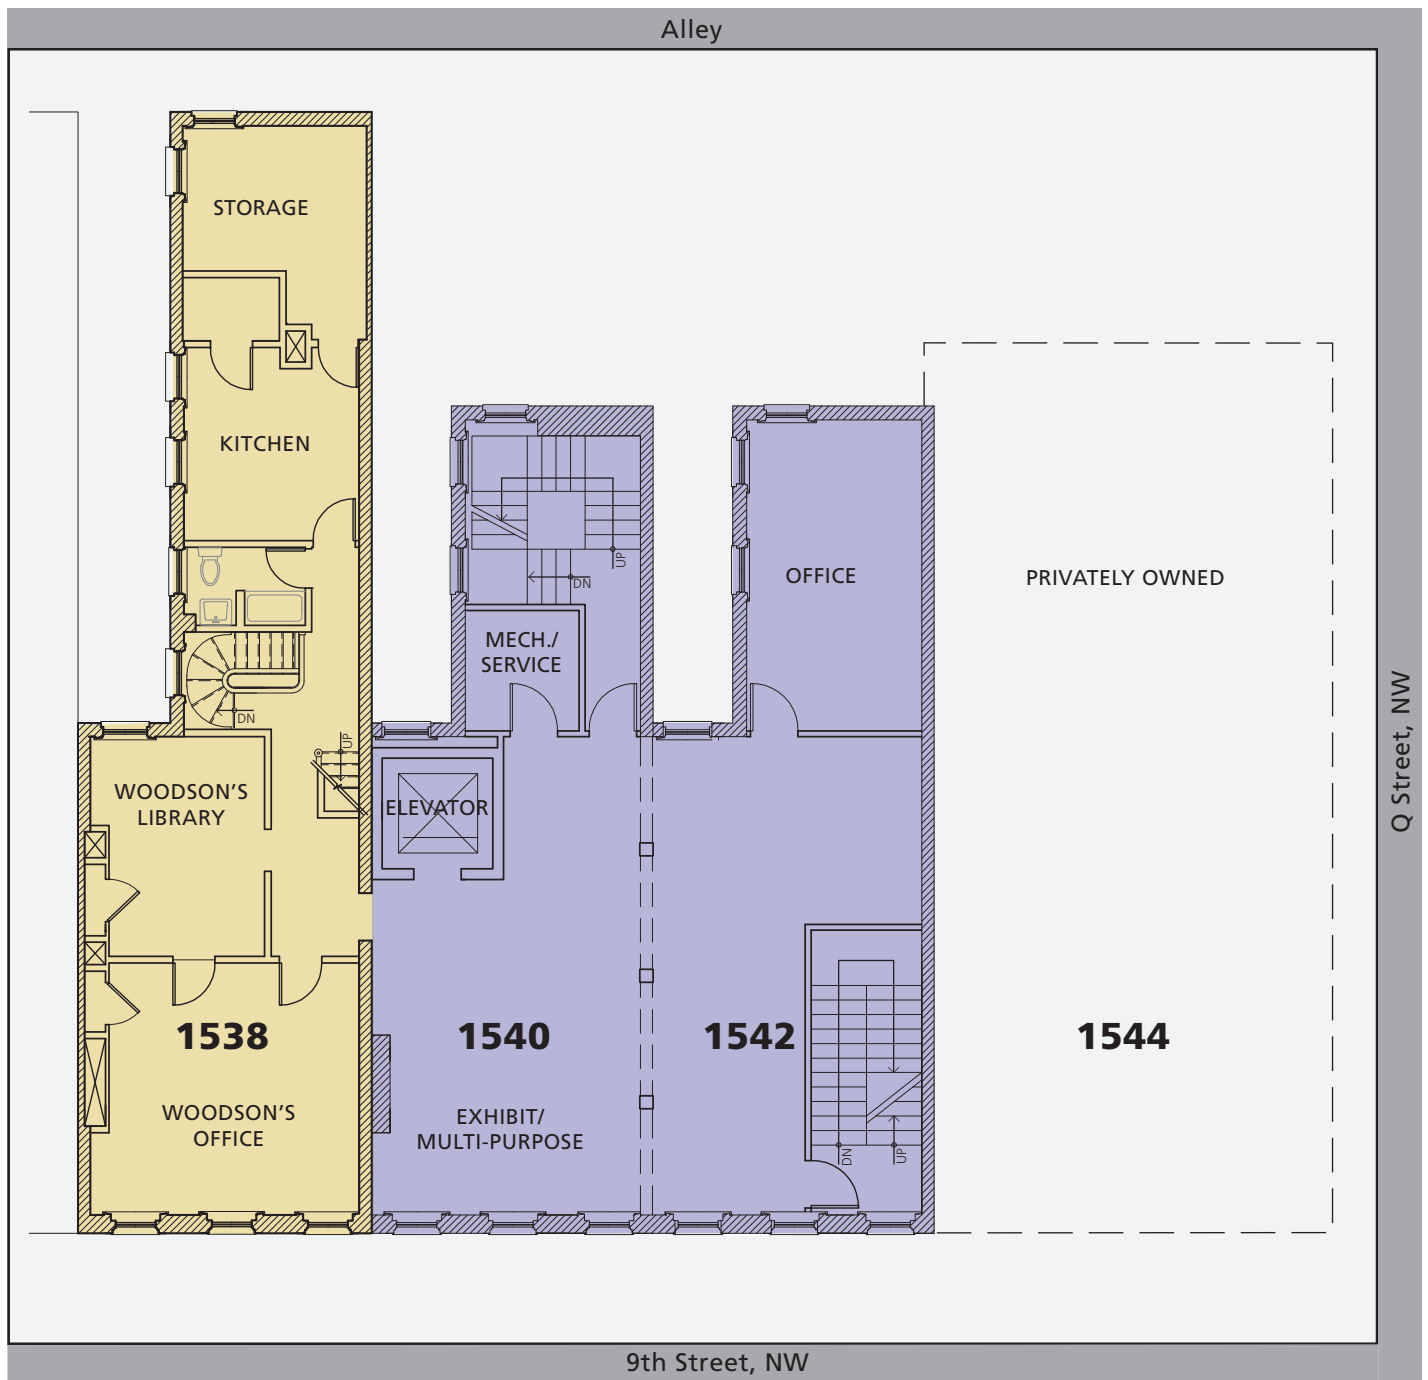 Alley
STORAGE
KITCHEN
OFFICE
PRIVATELY OWNED
UP
DN
MECH./
SERVICE
Q Street, NW
DN
UP
WOODSON'S
LIBRARY
ELEVATOR
1538
1540
1542
1544
WOODSON'S
OFFICE
EXHIBIT/
MULTI-PURPOSE
DN
UP
9th Street, NW